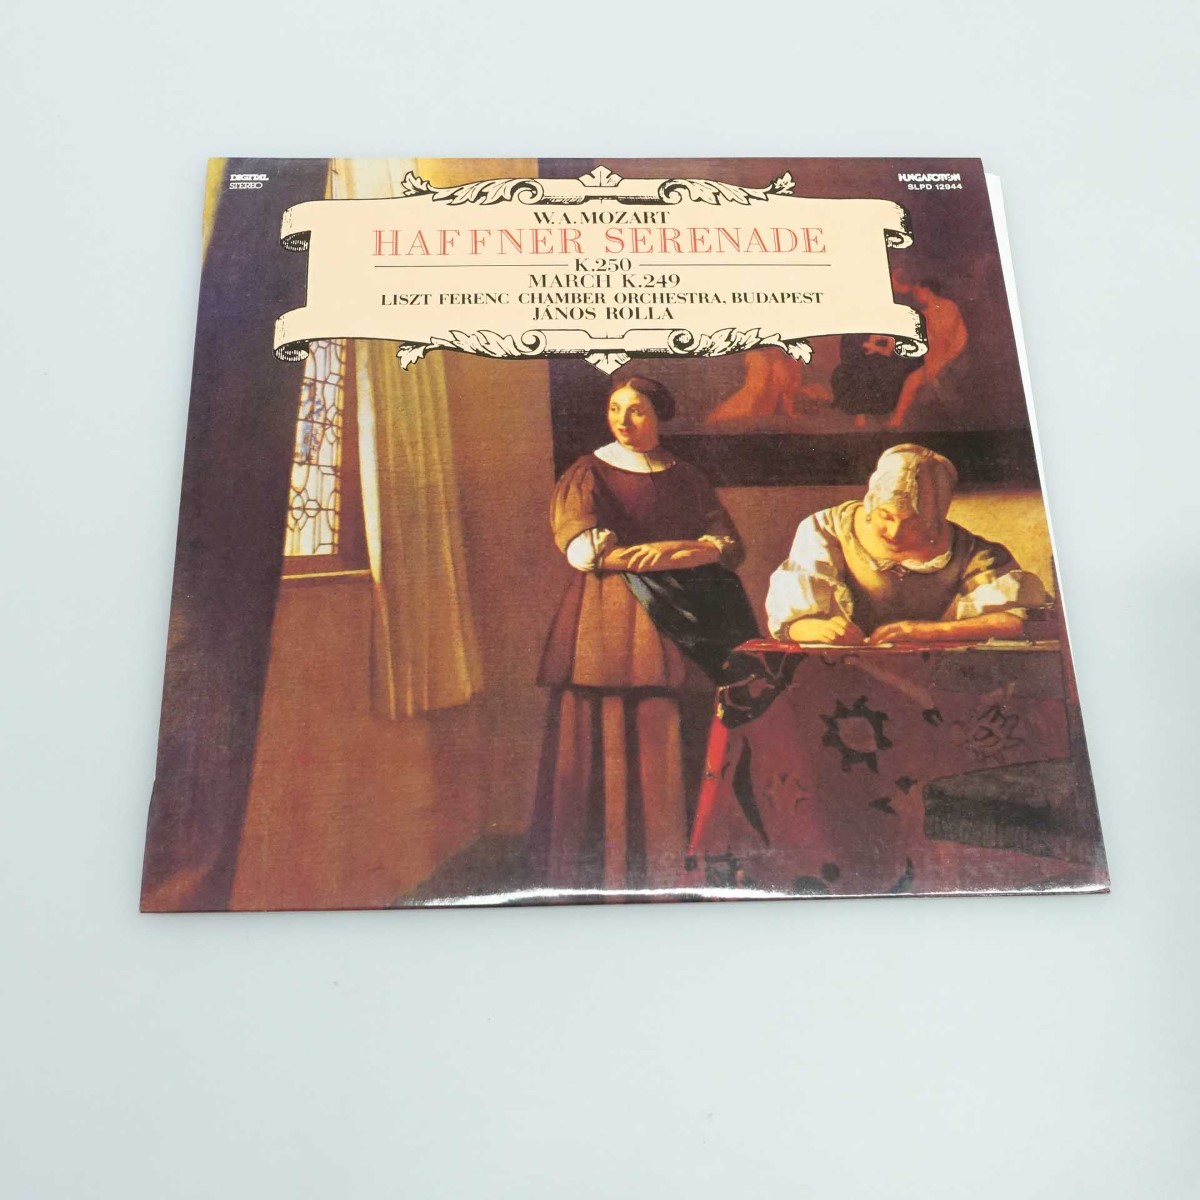 DIGITAL
STEREO
HUNGAROTON
SLPD 12944
W.A.MOZART
HAFFNER SERENADE
K.250
MARCH K.249
LISZT FERENC CHAMBER ORCHESTRA, BUDAPEST
JÁNOS ROLLA